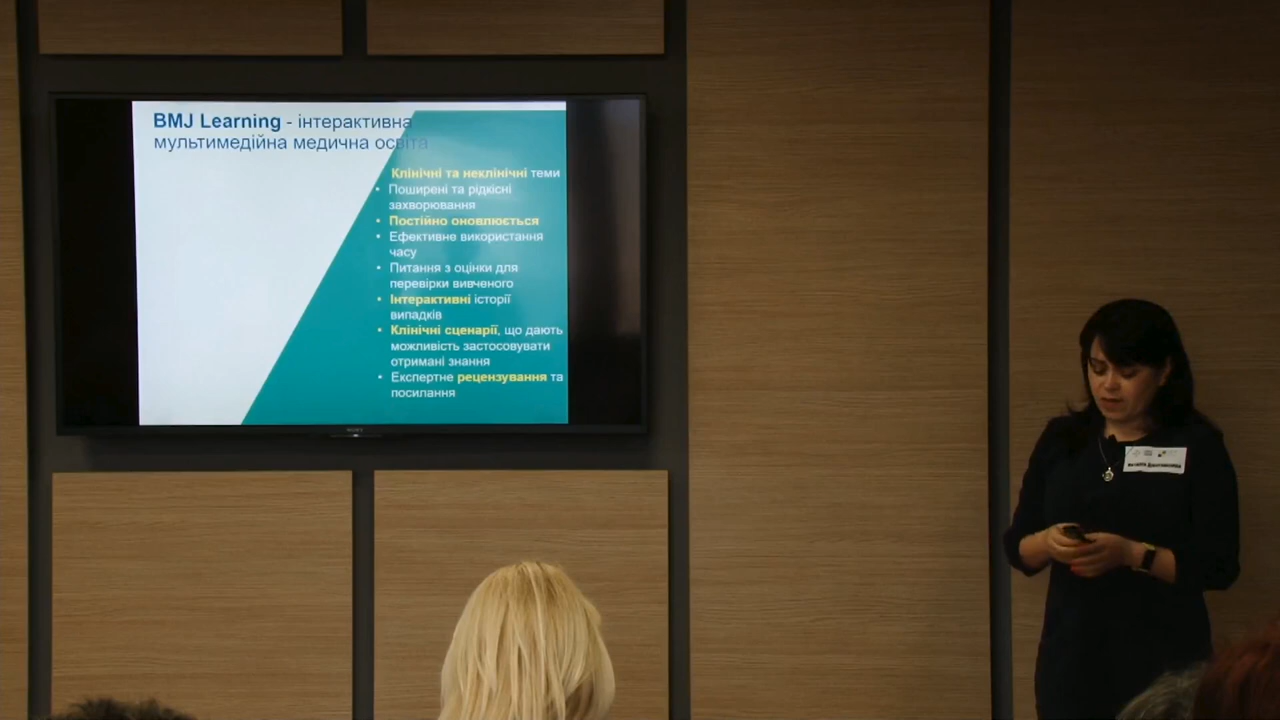 BMJ Learning - інтерактивна
мультимедійна медична освіта
Клінічні та неклінічні теми
• Поширені та рідкісні
захворювання
• Постійно оновлюється
• Ефективне використання
часу
• Питання з оцінки для
перевірки вивченого
• Інтерактивні історії
випадків
• Клінічні сценарії, що дають
можливість застосовувати
отримані знання
• Експертне рецензування та
посилання
SONY